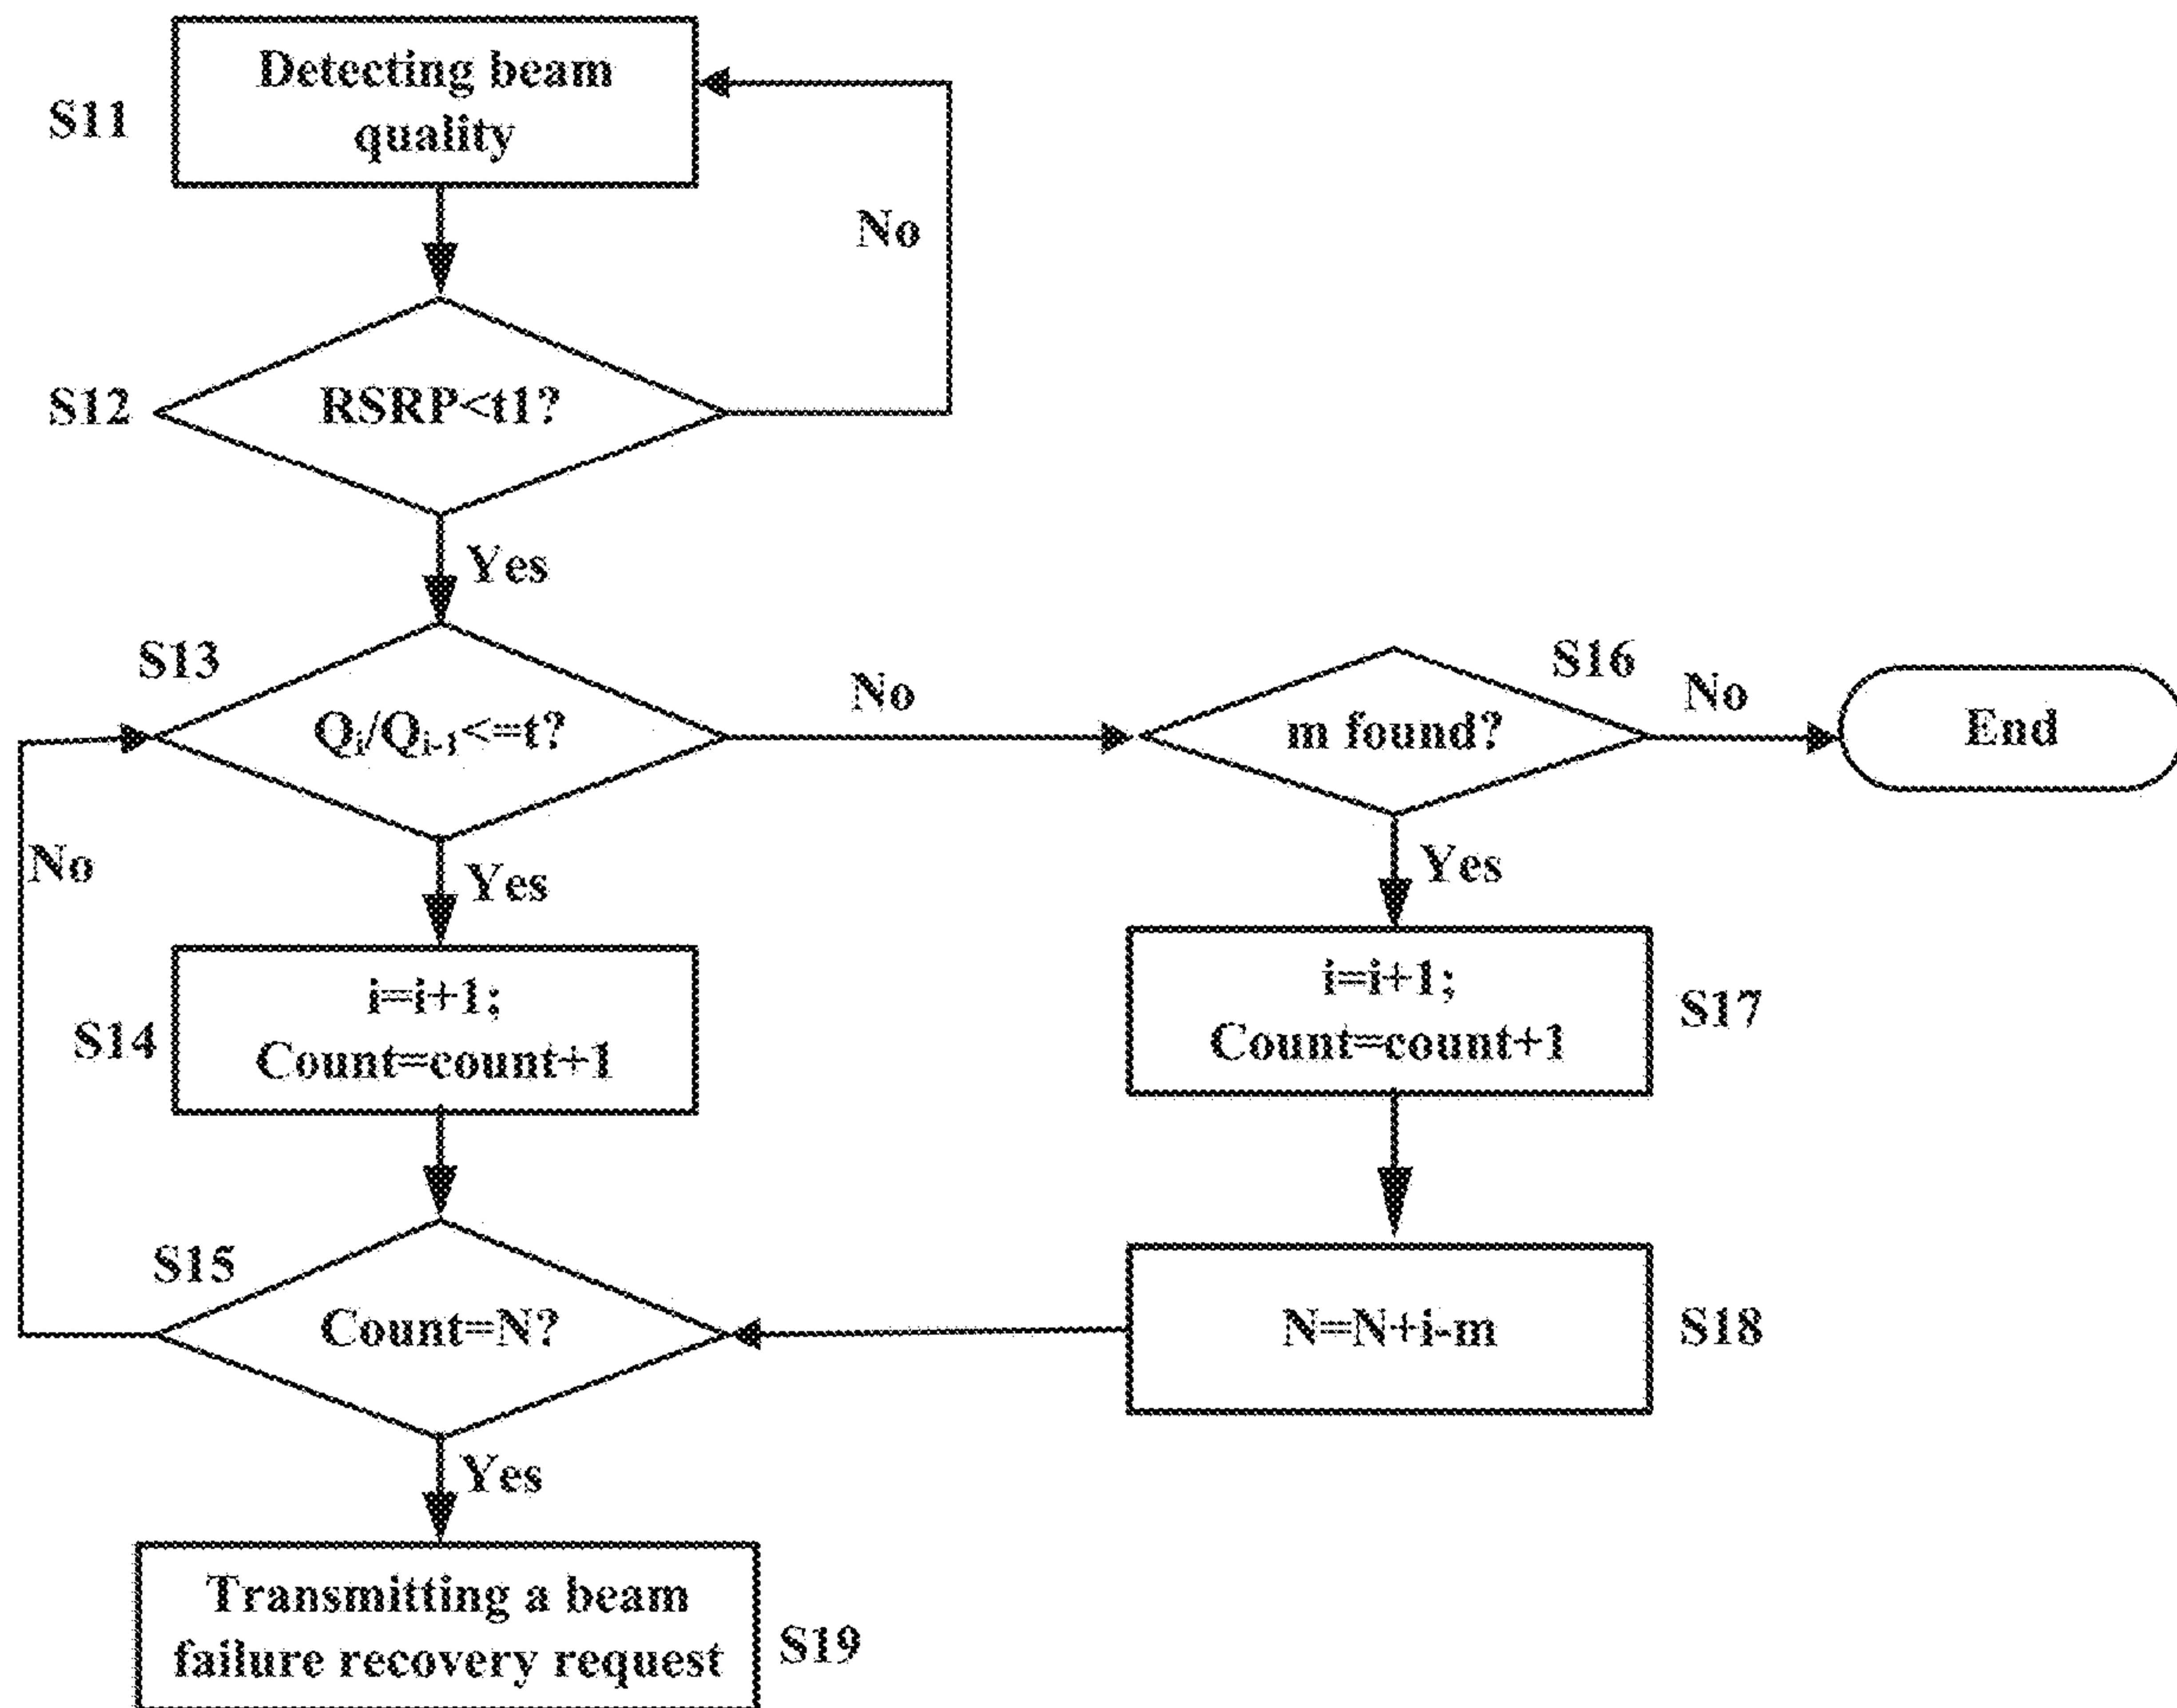 Detecting beam
quality
S11
No
S12
RSRP<t1?
Yes
S13
Qi/Qi-1<=t?
No
S16
m found?
No
End
No
Yes
Yes
i=i+1;
Count=count+1
S14
i=i+1;
Count=count+1
S17
S15
Count=N?
N=N+i-m
S18
Yes
Transmitting a beam
failure recovery request
S19